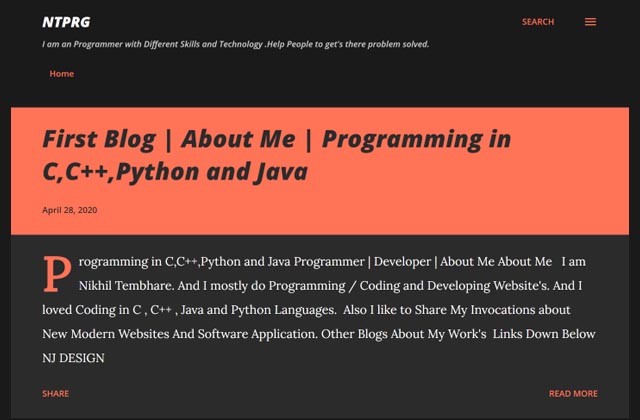 NTPRG
SEARCH
I am an Programmer with Different Skills and Technology .Help People to get's there problem solved.
Home
First Blog | About Me | Programming in
C,C++,Python and Java
April 28, 2020
Programming in C,C++,Python and Java Programmer | Developer | About Me About Me   I am
Nikhil Tembhare. And I mostly do Programming / Coding and Developing Website's. And I
loved Coding in C , C++ , Java and Python Languages.  Also I like to Share My Invocations about
New Modern Websites And Software Application. Other Blogs About My Work's  Links Down Below
NJ DESIGN
SHARE
READ MORE